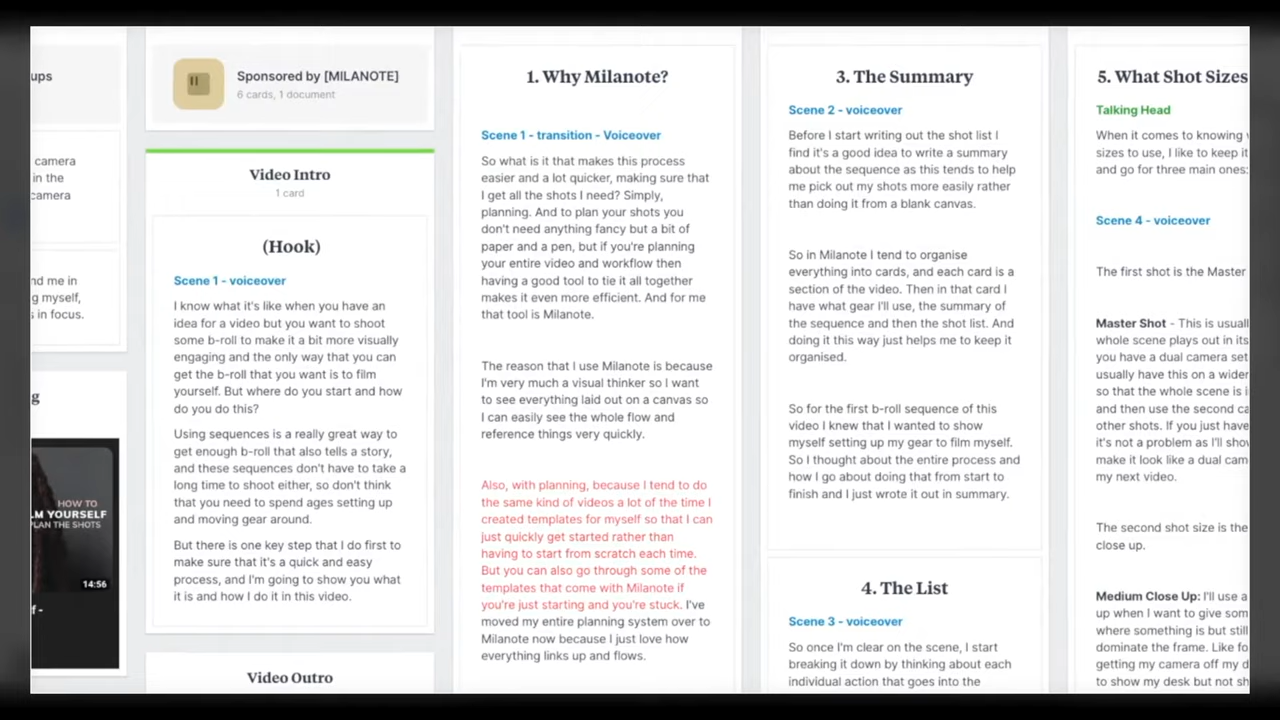 ups
camera
in the
camera
nd me in
g myself,
s in focus.
g
HOW TO
LM YOURSELF
PLAN THE SHOTS
14:56
f -
Sponsored by [MILANOTE]
6 cards, 1 document
Video Intro
1 card
(Hook)
Scene 1 - voiceover
I know what it's like when you have an
idea for a video but you want to shoot
some b-roll to make it a bit more visually
engaging and the only way that you can
get the b-roll that you want is to film
yourself. But where do you start and how
do you do this?
Using sequences is a really great way to
get enough b-roll that also tells a story,
and these sequences don't have to take a
long time to shoot either, so don't think
that you need to spend ages setting up
and moving gear around.
But there is one key step that I do first to
make sure that it's a quick and easy
process, and I'm going to show you what
it is and how I do it in this video.
Video Outro
1. Why Milanote?
Scene 1 - transition - Voiceover
So what is it that makes this process
easier and a lot quicker, making sure that
I get all the shots I need? Simply,
planning. And to plan your shots you
don't need anything fancy but a bit of
paper and a pen, but if you're planning
your entire video and workflow then
having a good tool to tie it all together
makes it even more efficient. And for me
that tool is Milanote.
The reason that I use Milanote is because
I'm very much a visual thinker so I want
to see everything laid out on a canvas so
I can easily see the whole flow and
reference things very quickly.
Also, with planning, because I tend to do
the same kind of videos a lot of the time I
created templates for myself so that I can
just quickly get started rather than
having to start from scratch each time.
But you can also go through some of the
templates that come with Milanote if
you're just starting and you're stuck. I've
moved my entire planning system over to
Milanote now because I just love how
everything links up and flows.
3. The Summary
Scene 2 - voiceover
Before I start writing out the shot list I
find it's a good idea to write a summary
about the sequence as this tends to help
me pick out my shots more easily rather
than doing it from a blank canvas.
So in Milanote I tend to organise
everything into cards, and each card is a
section of the video. Then in that card I
have what gear I'll use, the summary of
the sequence and then the shot list. And
doing it this way just helps me to keep it
organised.
So for the first b-roll sequence of this
video I knew that I wanted to show
myself setting up my gear to film myself.
So I thought about the entire process and
how I go about doing that from start to
finish and I just wrote it out in summary.
4. The List
Scene 3 - voiceover
So once I'm clear on the scene, I start
breaking it down by thinking about each
individual action that goes into the
5. What Shot Sizes
Talking Head
When it comes to knowing
sizes to use, I like to keep it
and go for three main ones:
Scene 4 - voiceover
The first shot is the Master
Master Shot - This is usuall
whole scene plays out in its
you have a dual camera set
usually have this on a wider
so that the whole scene is i
and then use the second ca
other shots. If you just have
it's not a problem as I'll sho
make it look like a dual cam
my next video.
The second shot size is the
close up.
Medium Close Up: I'll use a
up when I want to give som
where something is but still
dominate the frame. Like fo
getting my camera off my d
to show my desk but not sh